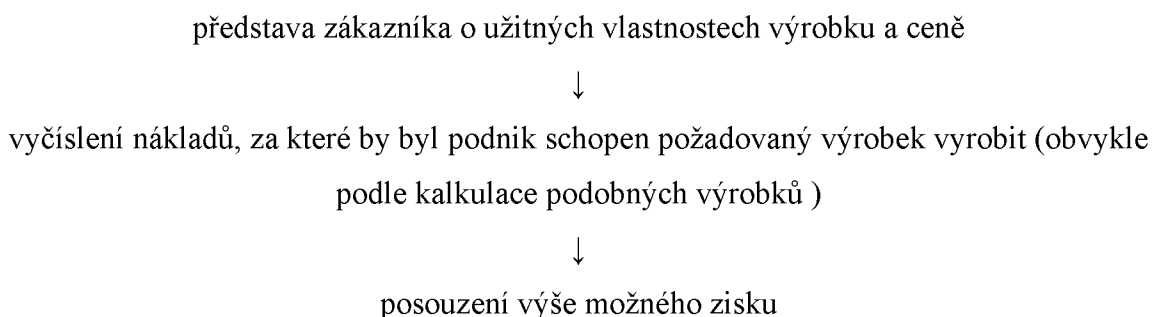 představa zákazníka o užitných vlastnostech výrobku a ceně
↓
vyčíslení nákladů, za které by byl podnik schopen požadovaný výrobek vyrobit (obvykle
podle kalkulace podobných výrobků )
↓
posouzení výše možného zisku